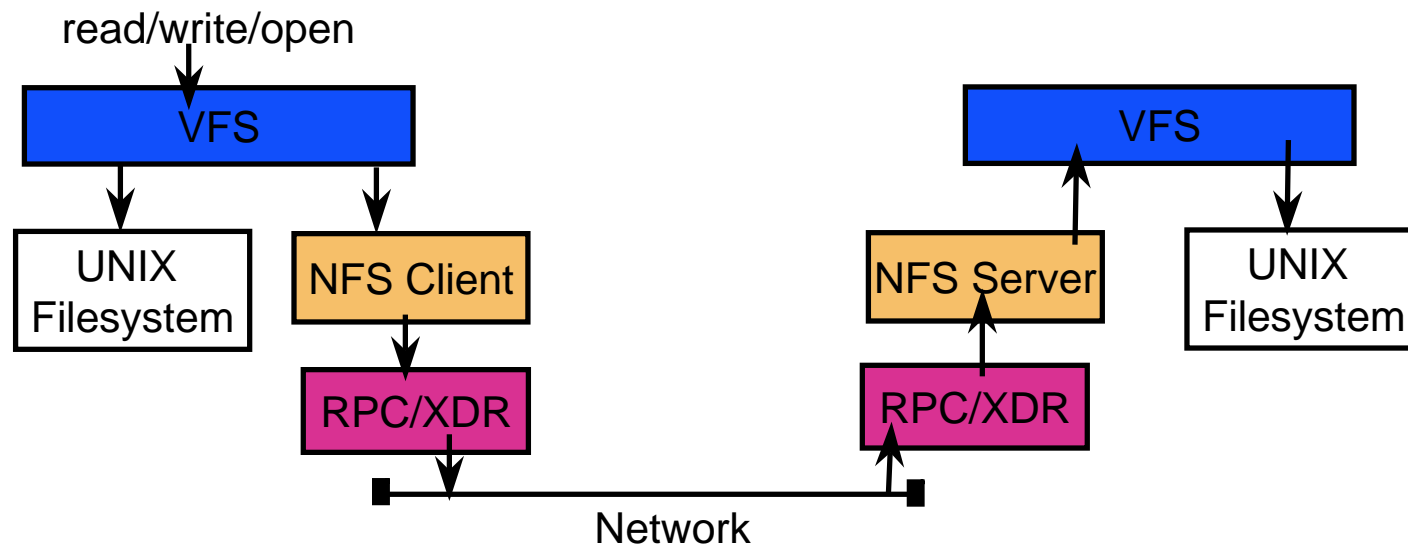 read/write/open
VFS
VFS
UNIX
Filesystem
NFS Client
NFS Server
UNIX
Filesystem
RPC/XDR
RPC/XDR
Network